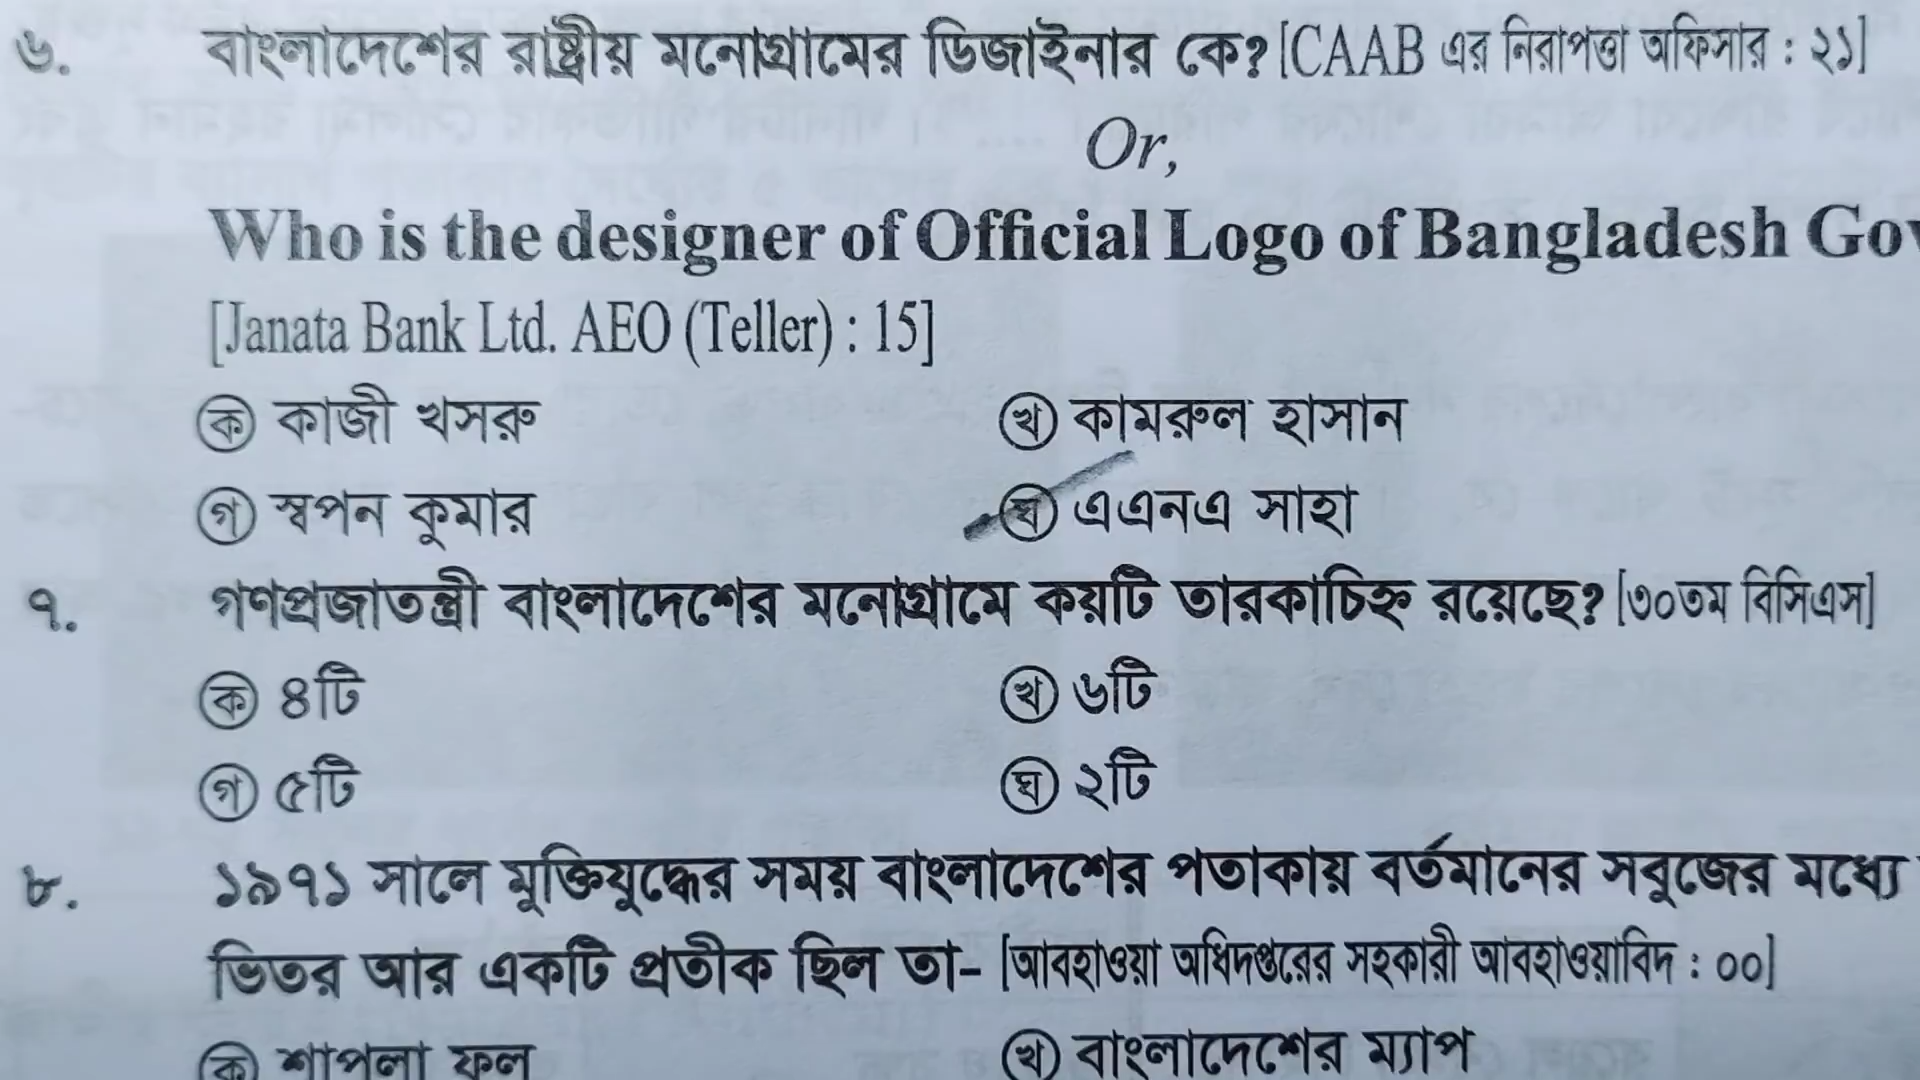 ৬. বাংলাদেশের রাষ্ট্রীয় মনোগ্রামের ডিজাইনার কে? [CAAB এর নিরাপত্তা অফিসার : ২১]
Or,
Who is the designer of Official Logo of Bangladesh
[Janata Bank Ltd. AEO (Teller) : 15]
ক কাজী খসরু খ কামরুল হাসান
গ স্বপন কুমার ঘ এএনএ সাহা
৭. গণপ্রজাতন্ত্রী বাংলাদেশের মনোগ্রামে কয়টি তারকাচিহ্ন রয়েছে? [৩০তম বিসিএস]
ক ৪টি খ ৬টি
গ ৫টি ঘ ২টি
৮. ১৯৭১ সালে মুক্তিযুদ্ধের সময় বাংলাদেশের পতাকায় বর্তমানের সবুজের মধ্যে
ভিতর আর একটি প্রতীক ছিল তা- [আবহাওয়া অধিদপ্তরের সহকারী আবহাওয়াবিদ : ০০]
ক শাপলা ফুল খ বাংলাদেশের ম্যাপ